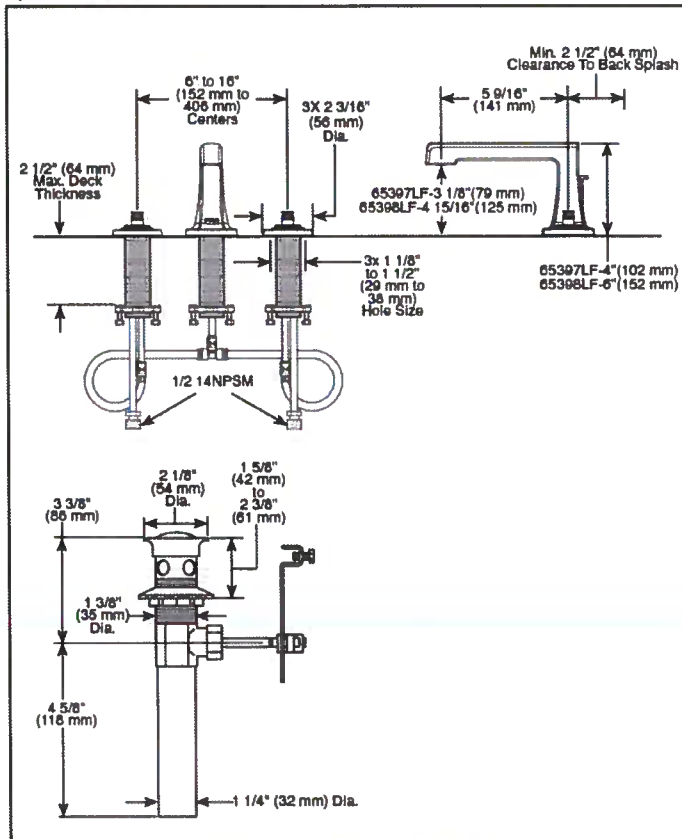 Min. 2 1/2" (64 mm)
Clearance To Back Splash
6" to 16"
(152 mm to
406 mm)
Centers
3X 2 3/16"
(56 mm)
Dia.
5 9/16"
(141 mm)
2 1/2" (64 mm)
Max. Deck
Thickness
65397LF-3 1/8"(79 mm)
65398LF-4 15/16"(125 mm)
3x 1 1/8"
to 1 1/2"
(29 mm to
38 mm)
Hole Size
65397LF-4"(102 mm)
65398LF-6"(152 mm)
1/2 14NPSM
2 1/8"
(54 mm)
Dia.
1 5/8"
(42 mm)
to
2 3/8"
(61 mm)
3 3/8"
(86 mm)
1 3/8"
(35 mm)
Dia.
4 5/8"
(118 mm)
1 1/4" (32 mm) Dia.